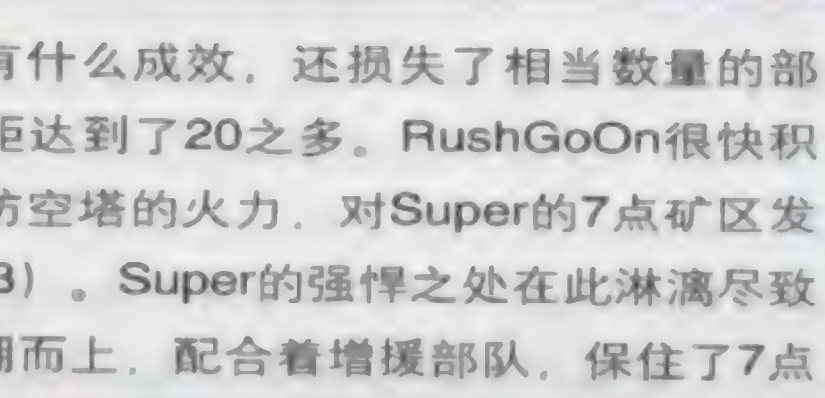 什么成效，还损失了相当数量的部
达到了20之多。RushGoOn很快积
空塔的火力，对Super的7点矿区发
）。Super的强悍之处在此淋漓尽致
而上，配合着增援部队，保住了7点